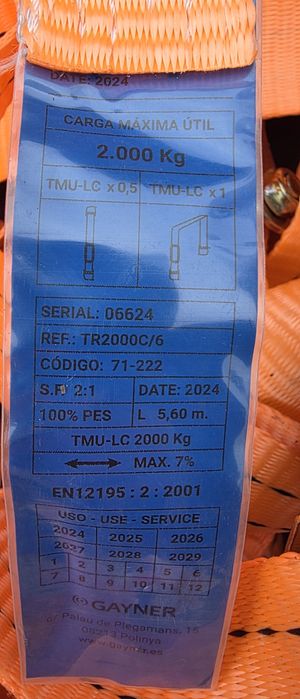 DATE: 2024
CARGA MÁXIMA ÚTIL
2.000 Kg
TMU-LC x 0,5 TMU-LC x 1
SERIAL: 06624
REF.: TR2000C/6
CÓDIGO: 71-222
S.F. 2:1 DATE: 2024
100% PES L 5,60 m.
TMU-LC 2000 Kg
MAX. 7%
EN12195 : 2 : 2001
USO - USE - SERVICE
2024 2025 2026
2027 2028 2029
1 2 3 4 5 6
7 8 9 10 11 12
GAYNER
c/ Palau de Plegamans, 15
08213 Polinya
www.gayner.es